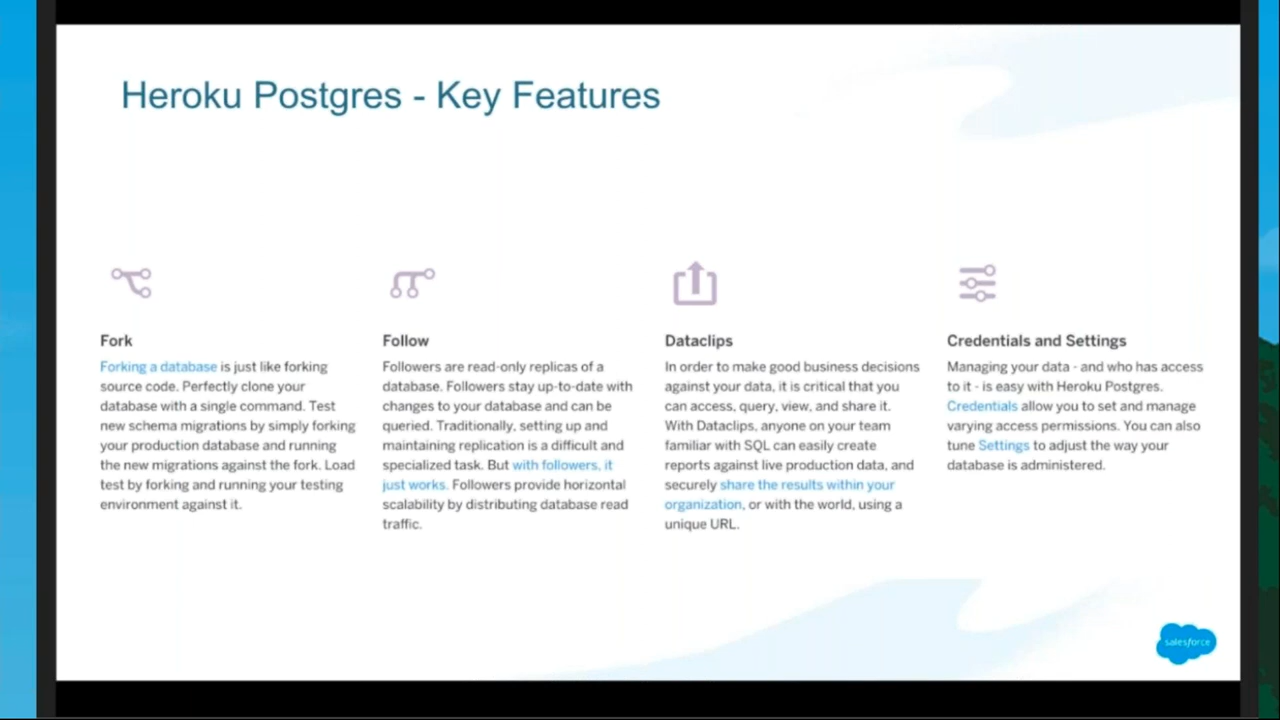 Heroku Postgres - Key Features
Fork
Forking a database is just like forking
source code. Perfectly clone your
database with a single command. Test
new schema migrations by simply forking
your production database and running
the new migrations against the fork. Load
test by forking and running your testing
environment against it.
Follow
Followers are read-only replicas of a
database. Followers stay up-to-date with
changes to your database and can be
queried. Traditionally, setting up and
maintaining replication is a difficult and
specialized task. But with followers, it
just works. Followers provide horizontal
scalability by distributing database read
traffic.
Dataclips
In order to make good business decisions
against your data, it is critical that you
can access, query, view, and share it.
With Dataclips, anyone on your team
familiar with SQL can easily create
reports against live production data, and
securely share the results within your
organization, or with the world, using a
unique URL.
Credentials and Settings
Managing your data - and who has access
to it - is easy with Heroku Postgres.
Credentials allow you to set and manage
varying access permissions. You can also
tune Settings to adjust the way your
database is administered.
salesforce